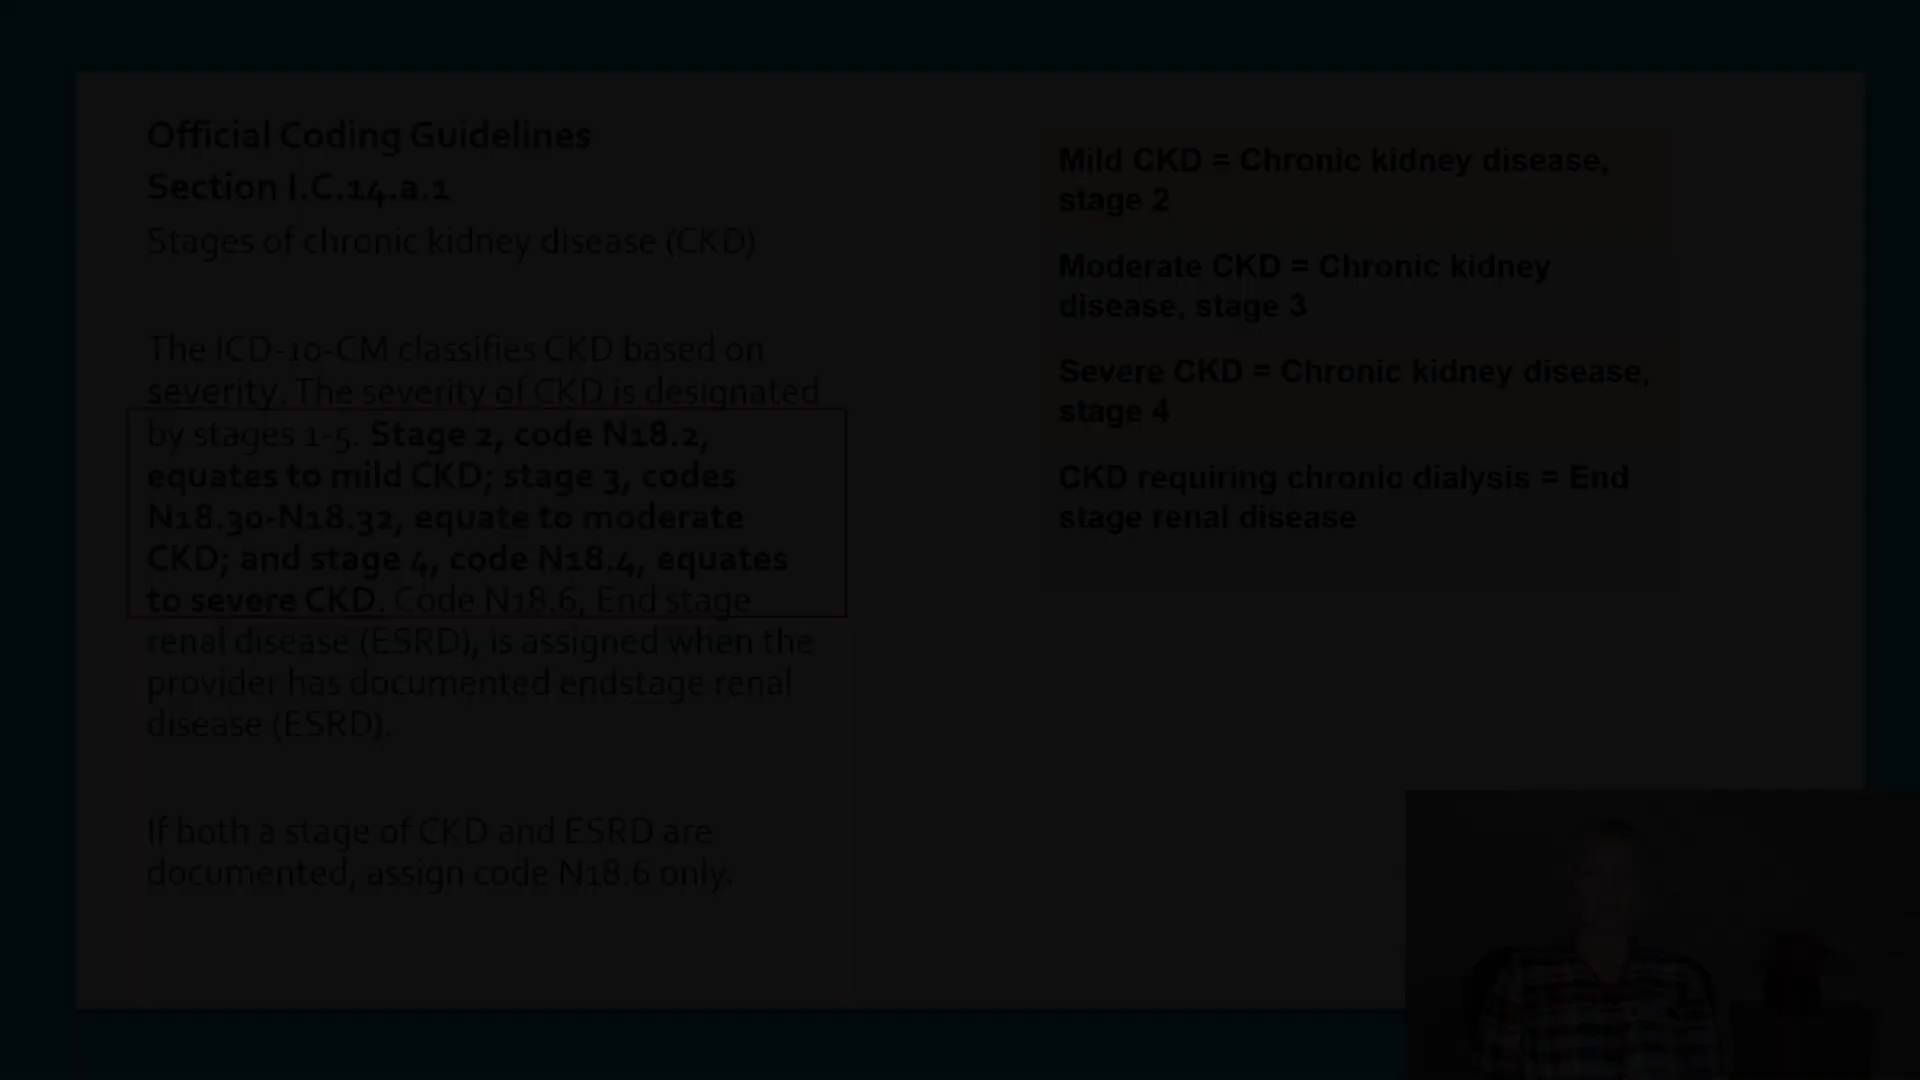 Official Coding Guidelines
Section I.C.14.a.1
Stages of chronic kidney disease (CKD)
The ICD-10-CM classifies CKD based on
severity. The severity of CKD is designated
by stages 1-5. Stage 2, code N18.2,
equates to mild CKD; stage 3, codes
N18.30-N18.32, equate to moderate
CKD; and stage 4, code N18.4, equates
to severe CKD. Code N18.6, End stage
renal disease (ESRD), is assigned when the
provider has documented endstage renal
disease (ESRD).
If both a stage of CKD and ESRD are
documented, assign code N18.6 only.
Mild CKD = Chronic kidney disease,
stage 2
Moderate CKD = Chronic kidney
disease, stage 3
Severe CKD = Chronic kidney disease,
stage 4
CKD requiring chronic dialysis = End
stage renal disease